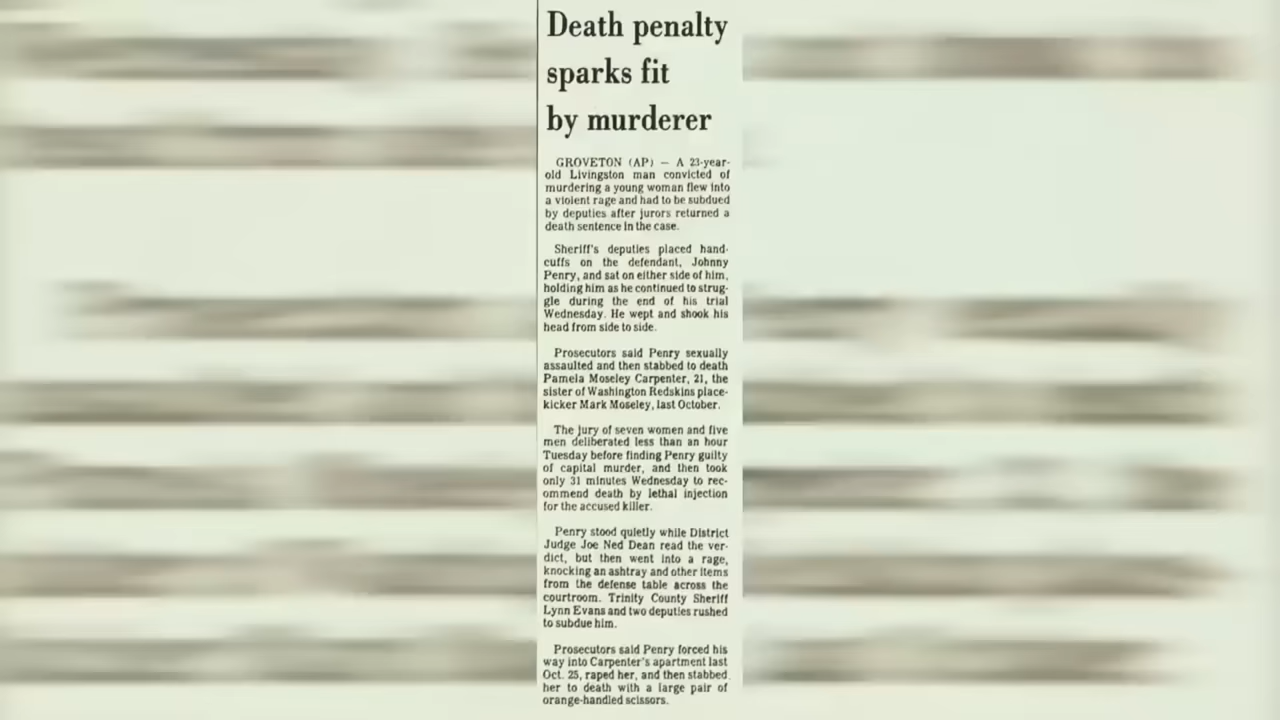 Death penalty
sparks fit
by murderer
GROVETON (AP) — A 23-year-
old Livingston man convicted of
murdering a young woman flew into
a violent rage and had to be subdued
by deputies after jurors returned a
death sentence in the case.
Sheriff's deputies placed hand-
cuffs on the defendant, Johnny
Penry, and sat on either side of him,
holding him as he continued to strug-
gle during the end of his trial
Wednesday. He wept and shook his
head from side to side.
Prosecutors said Penry sexually
assaulted and then stabbed to death
Pamela Moseley Carpenter, 21, the
sister of Washington Redskins place-
kicker Mark Moseley, last October.
The jury of seven women and five
men deliberated less than an hour
Tuesday before finding Penry guilty
of capital murder, and then took
only 31 minutes Wednesday to rec-
ommend death by lethal injection
for the accused killer.
Penry stood quietly while District
Judge Joe Ned Dean read the ver-
dict, but then went into a rage,
knocking an ashtray and other items
from the defense table across the
courtroom. Trinity County Sheriff
Lynn Evans and two deputies rushed
to subdue him.
Prosecutors said Penry forced his
way into Carpenter's apartment last
Oct. 25, raped her, and then stabbed
her to death with a large pair of
orange-handled scissors.